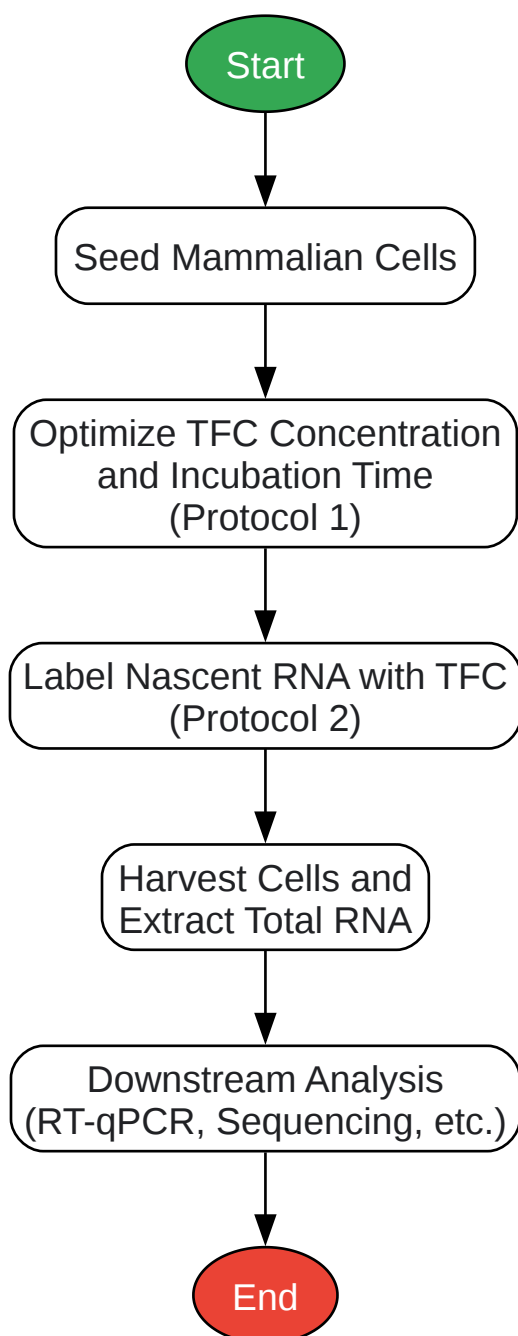 Start
Seed Mammalian Cells
Optimize TFC Concentration
and Incubation Time
(Protocol 1)
Label Nascent RNA with TFC
(Protocol 2)
Harvest Cells and
Extract Total RNA
Downstream Analysis
(RT-qPCR, Sequencing, etc.)
End